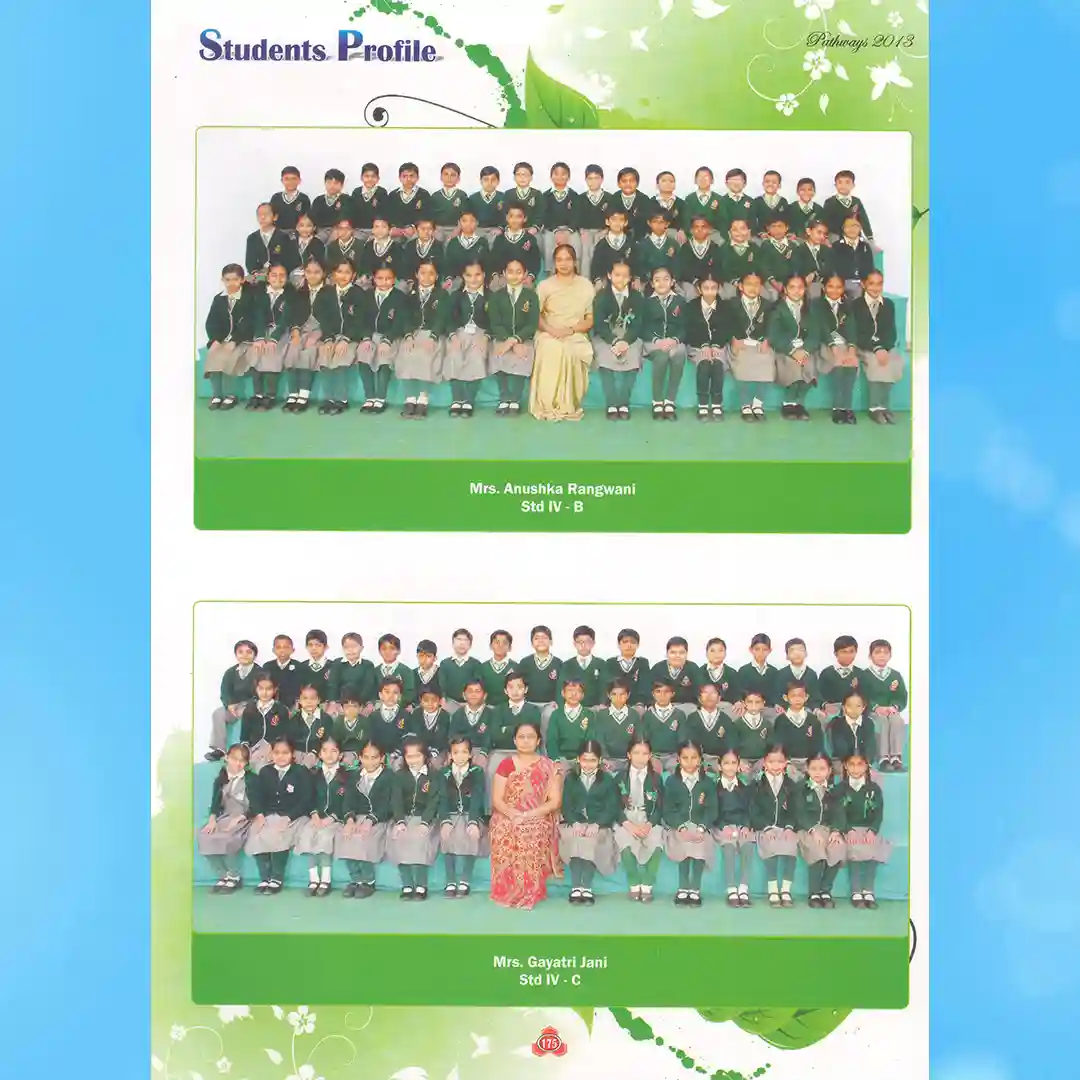 Students Profile
Pathways 2013
Mrs. Anushka Rangwani
Std IV - B
Mrs. Gayatri Jani
Std IV - C
175